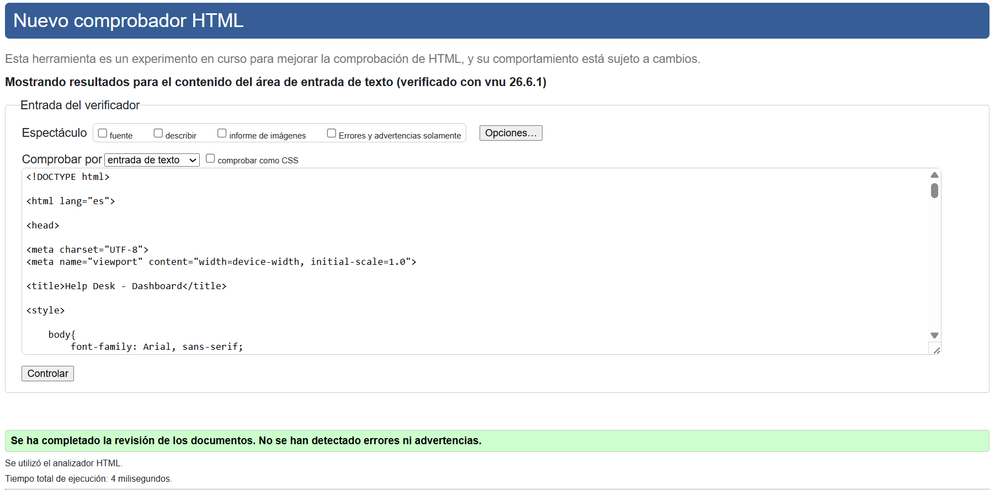 Nuevo comprobador HTML
Esta herramienta es un experimento en curso para mejorar la comprobación de HTML, y su comportamiento está sujeto a cambios.
Mostrando resultados para el contenido del área de entrada de texto (verificado con vnu 26.6.1)
Entrada del verificador
Espectáculo fuente describir informe de imágenes Errores y advertencias solamente Opciones…
Comprobar por entrada de texto comprobar como CSS
<!DOCTYPE html>
<html lang="es">
<head>
<meta charset="UTF-8">
<meta name="viewport" content="width=device-width, initial-scale=1.0">
<title>Help Desk - Dashboard</title>
<style>
body{
font-family: Arial, sans-serif;
Controlar
Se ha completado la revisión de los documentos. No se han detectado errores ni advertencias.
Se utilizó el analizador HTML.
Tiempo total de ejecución: 4 milisegundos.